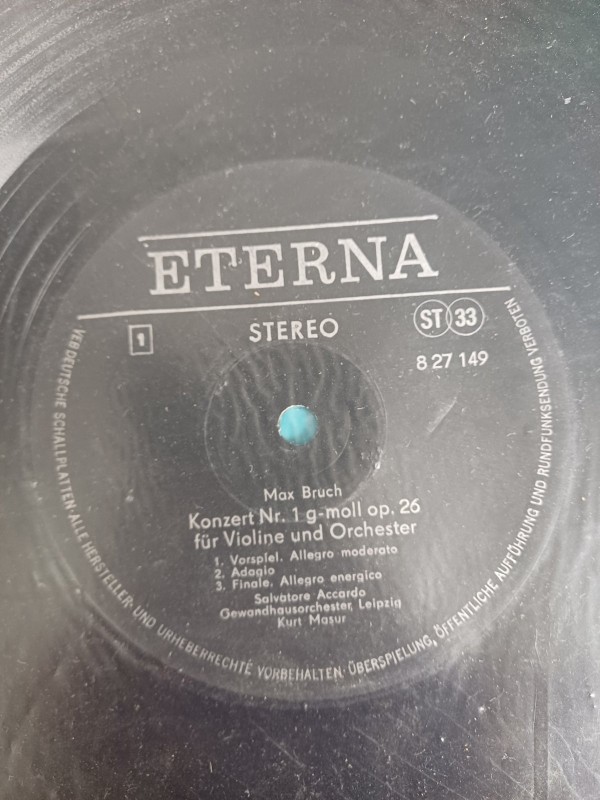 ETERNA
1
STEREO
ST 33
8 27 149
Max Bruch
Konzert Nr. 1 g-moll op. 26
für Violine und Orchester
1. Vorspiel. Allegro moderato
2. Adagio
3. Finale. Allegro energico
Salvatore Accardo
Gewandhausorchester, Leipzig
Kurt Masur
VEB DEUTSCHE SCHALLPLATTEN·ALLE HERSTELLER- UND URHEBERRECHTE VORBEHALTEN·ÜBERSPIELUNG, ÖFFENTLICHE AUFFÜHRUNG UND RUNDFUNKSENDUNG VERBOTEN